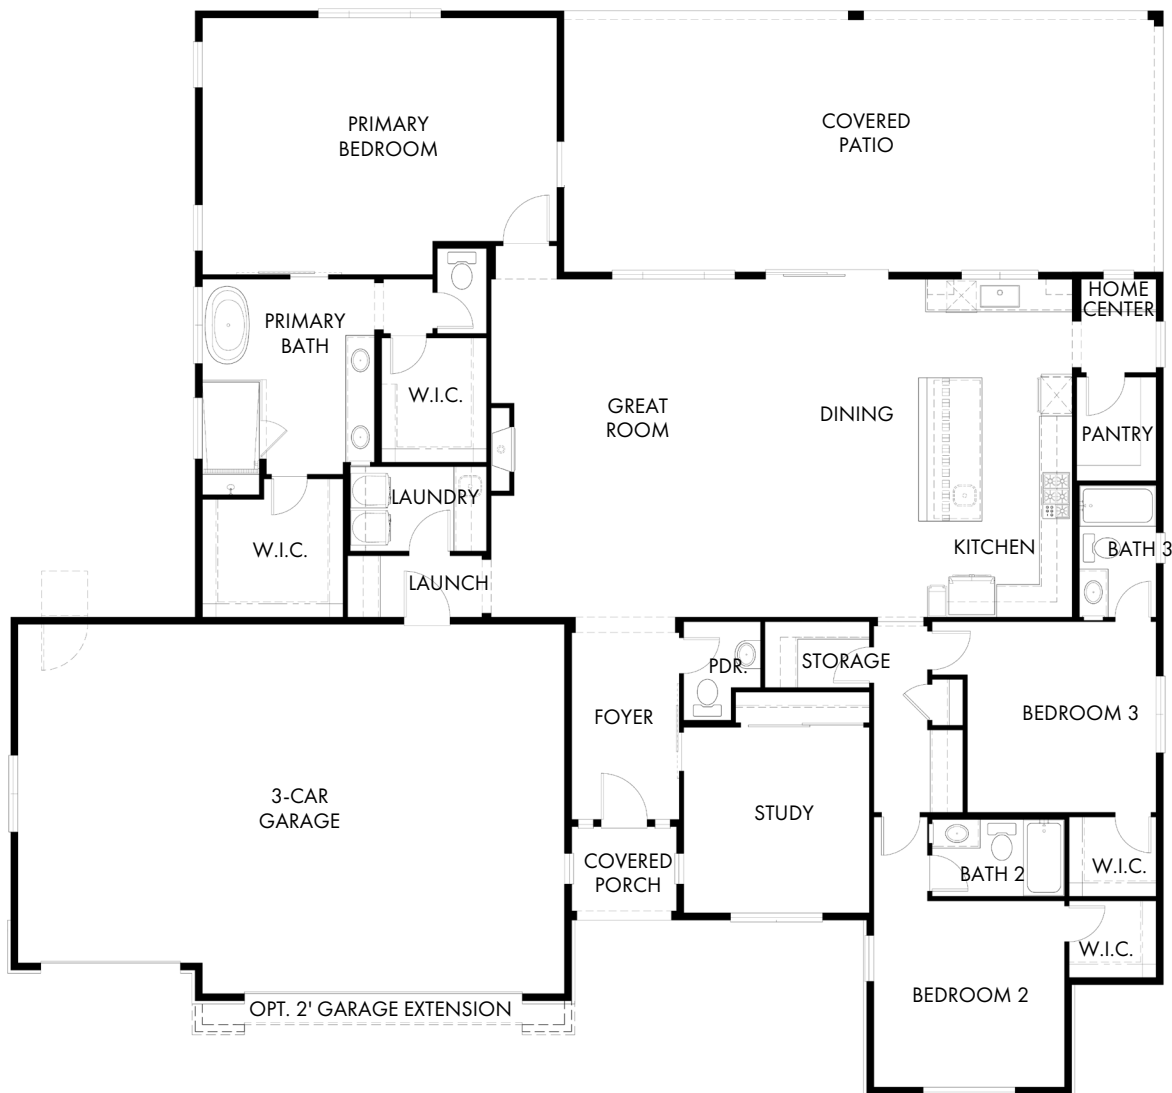 PRIMARY
BEDROOM
COVERED
PATIO
HOME
CENTER
PRIMARY
BATH
W.I.C.
GREAT
ROOM
DINING
PANTRY
LAUNDRY
W.I.C.
KITCHEN
BATH 3
LAUNCH
PDR.
STORAGE
FOYER
BEDROOM 3
3-CAR
GARAGE
STUDY
COVERED
PORCH
BATH 2
W.I.C.
W.I.C.
BEDROOM 2
OPT. 2' GARAGE EXTENSION